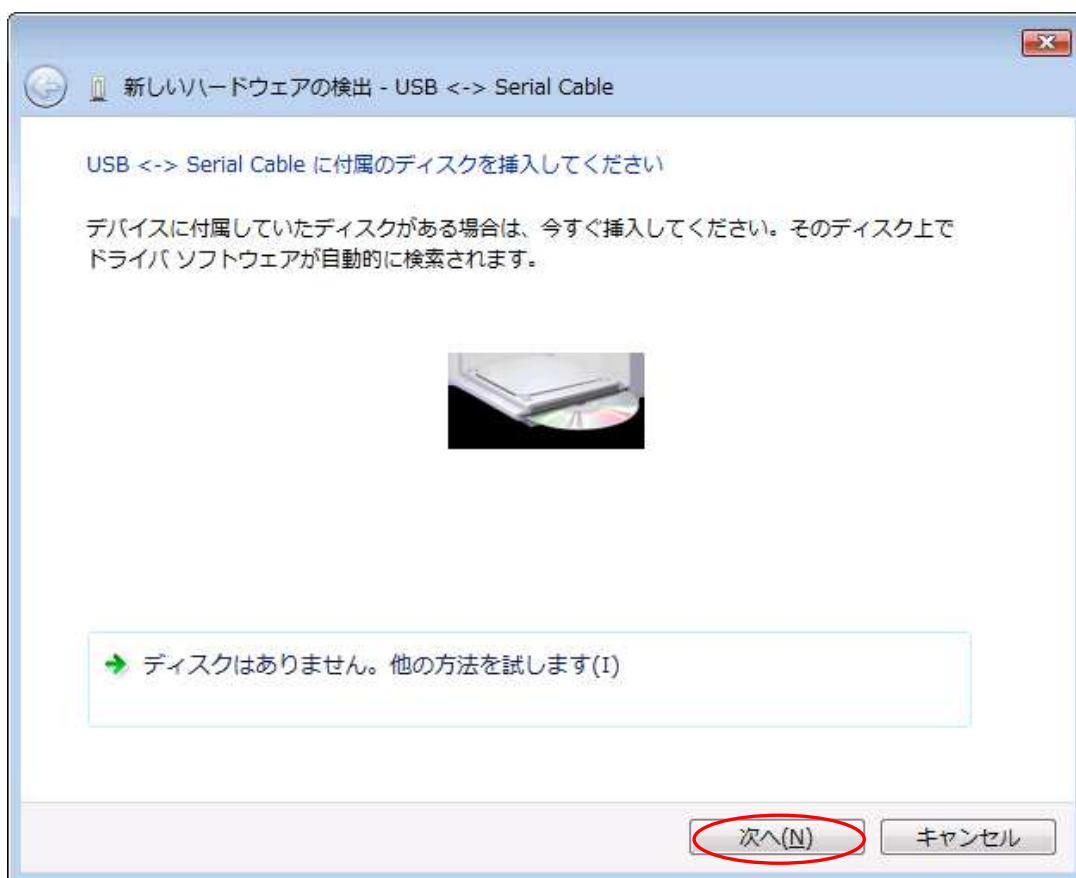 新しいハードウェアの検出 - USB <-> Serial Cable
USB <-> Serial Cable に付属のディスクを挿入してください
デバイスに付属していたディスクがある場合は、今すぐ挿入してください。そのディスク上で
ドライバ ソフトウェアが自動的に検索されます。
ディスクはありません。他の方法を試します(I)
次へ(N)
キャンセル